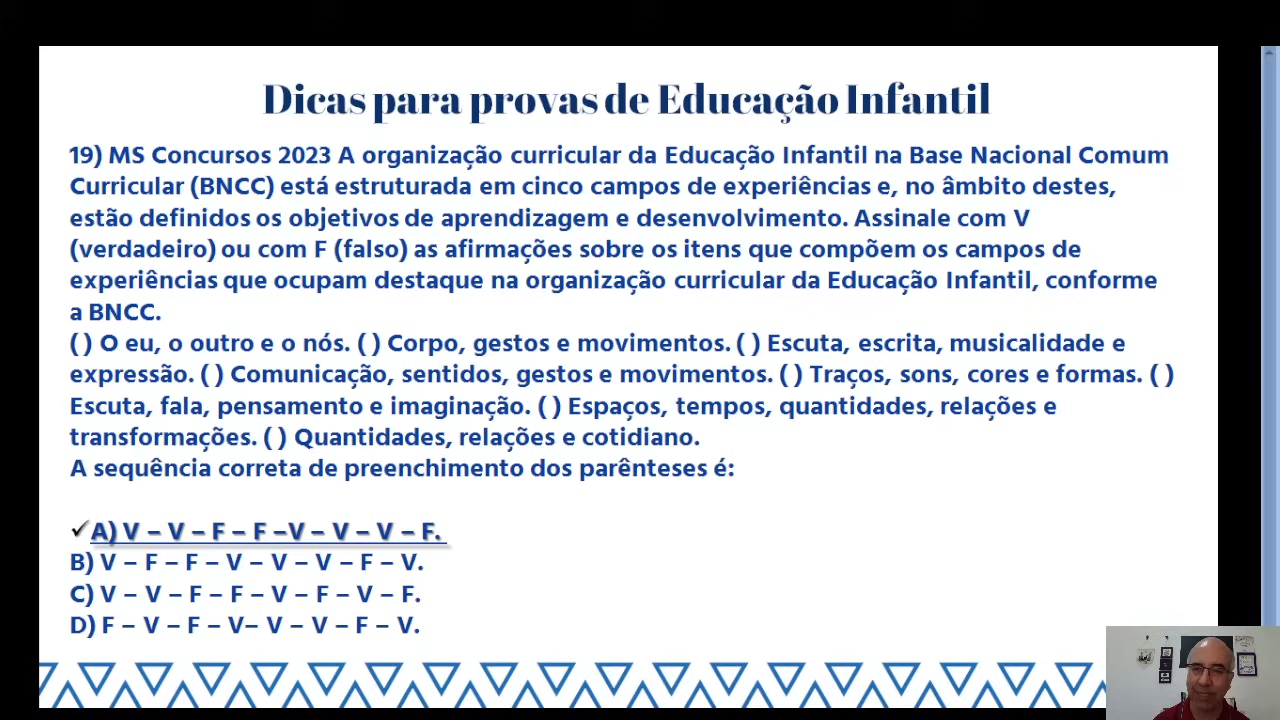 Dicas para provas de Educação Infantil
19) MS Concursos 2023 A organização curricular da Educação Infantil na Base Nacional Comum
Curricular (BNCC) está estruturada em cinco campos de experiências e, no âmbito destes,
estão definidos os objetivos de aprendizagem e desenvolvimento. Assinale com V
(verdadeiro) ou com F (falso) as afirmações sobre os itens que compõem os campos de
experiências que ocupam destaque na organização curricular da Educação Infantil, conforme
a BNCC.
( ) O eu, o outro e o nós. ( ) Corpo, gestos e movimentos. ( ) Escuta, escrita, musicalidade e
expressão. ( ) Comunicação, sentidos, gestos e movimentos. ( ) Traços, sons, cores e formas. ( )
Escuta, fala, pensamento e imaginação. ( ) Espaços, tempos, quantidades, relações e
transformações. ( ) Quantidades, relações e cotidiano.
A sequência correta de preenchimento dos parênteses é:
✓A) V – V – F – F –V – V – V – F.
B) V – F – F – V – V – V – F – V.
C) V – V – F – F – V – F – V – F.
D) F – V – F – V– V – V – F – V.